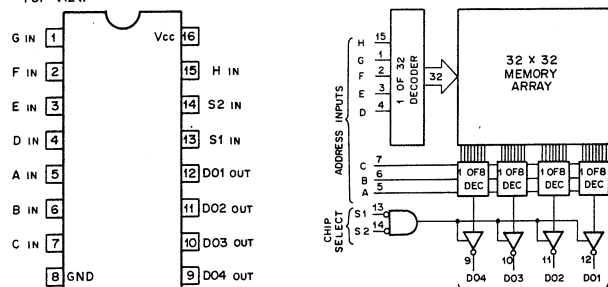 TOP VIEW
G IN 1
Vcc 16
F IN 2
15 H IN
E IN 3
14 S2 IN
D IN 4
13 S1 IN
A IN 5
12 DO1 OUT
B IN 6
11 DO2 OUT
C IN 7
10 DO3 OUT
8 GND
9 DO4 OUT
ADDRESS INPUTS
H 15
G 1
F 2
E 3
D 4
1 OF 32
DECODER
32
32 X 32
MEMORY
ARRAY
C 7
B 6
A 5
1 OF8
DEC
1 OF8
DEC
1 OF8
DEC
1 OF8
DEC
CHIP
SELECT
S1 13
S2 14
9 10 11 12
DO4 DO3 DO2 DO1